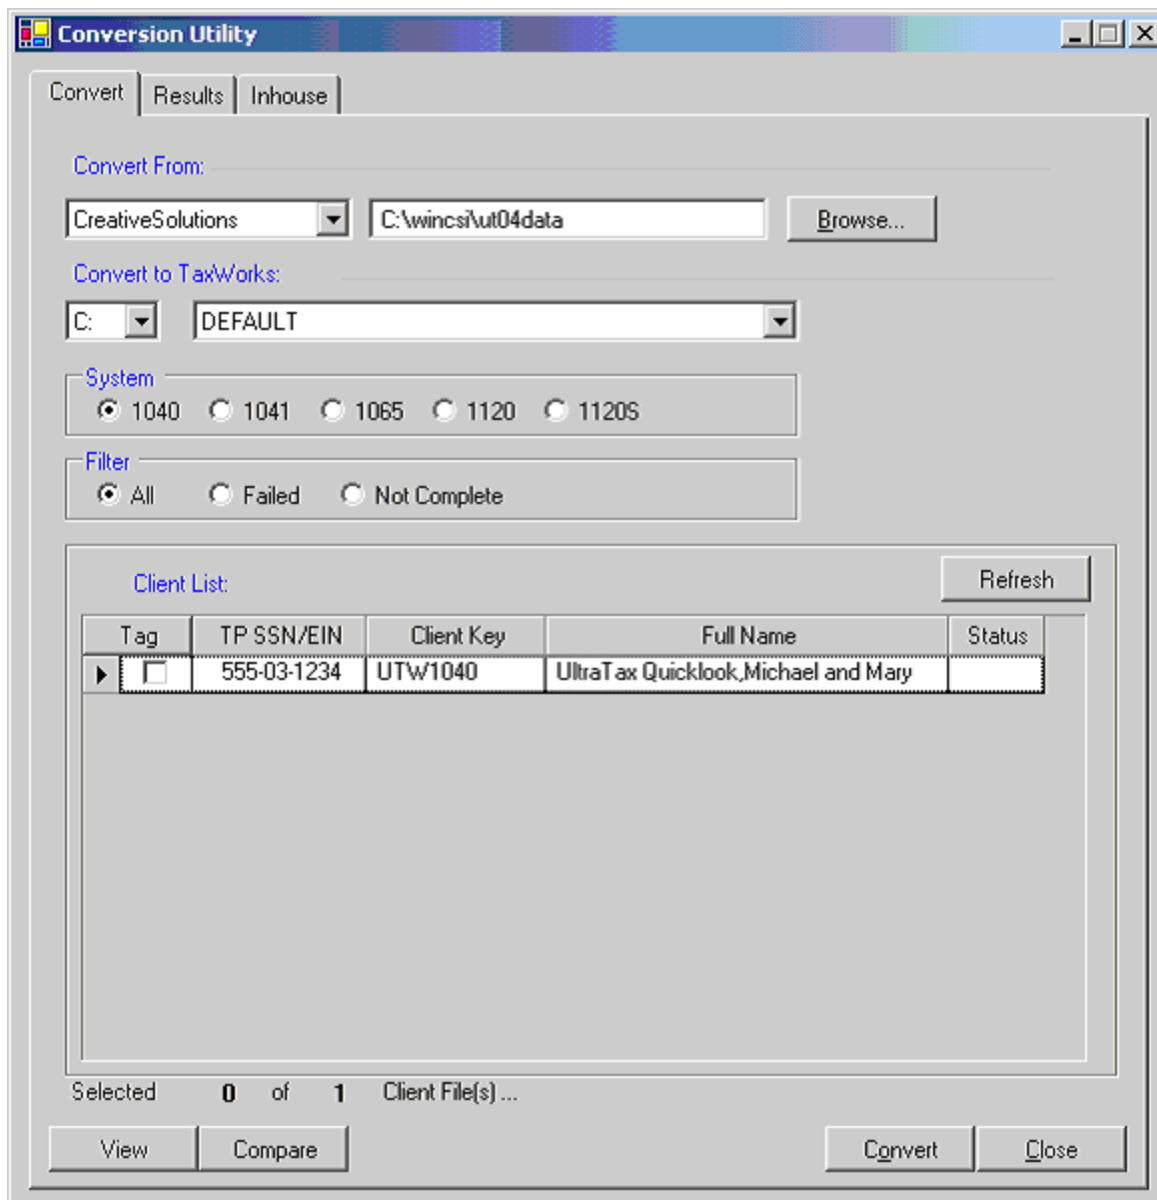 Conversion Utility
Convert Results Inhouse
Convert From:
CreativeSolutions C:\wincsi\ut04data Browse...
Convert to TaxWorks:
C: DEFAULT
System
1040 1041 1065 1120 1120S
Filter
All Failed Not Complete
Client List: Refresh
Tag TP SSN/EIN Client Key Full Name Status
555-03-1234 UTW1040 UltraTax Quicklook,Michael and Mary
Selected 0 of 1 Client File(s) ...
View Compare Convert Close